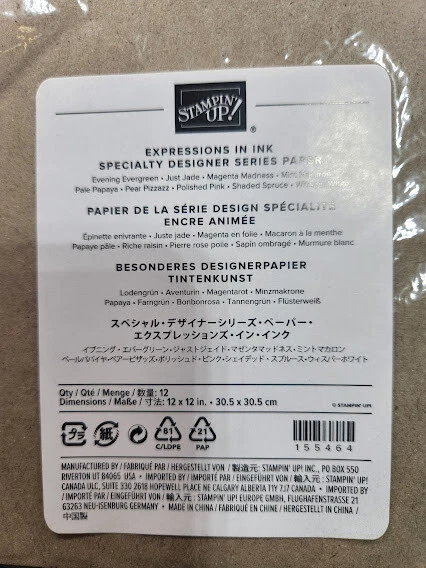 STAMPIN' UP! ®
EXPRESSIONS IN INK
SPECIALTY DESIGNER SERIES PAPER
Evening Evergreen • Just Jade • Magenta Madness •
Pale Papaya • Pear Pizzazz • Polished Pink • Shaded Spruce •
PAPIER DE LA SÉRIE DESIGN SPÉCIALITÉ
ENCRE ANIMÉE
Épinette enivrante • Juste jade • Magenta en folie • Macaron à la menthe
Papaye pâle • Riche raisin • Pierre rose polie • Sapin ombragé • Murmure blanc
BESONDERES DESIGNERPAPIER
TINTENKUNST
Lodengrün • Aventurin • Magentarot • Minzmakrone
Papaya • Farngrün • Bonbonrosa • Tannengrün • Flüsterweiß
スペシャル・デザイナーシリーズ・ペーパー・
エクスプレッションズ・イン・インク
イブニング・エバーグリーン・ジャストジェイド・マゼンタマッドネス・ミントマカロン
ペールパパイヤ・ペアーピザッズ・ポリッシュド・ピンク・シェイデッド・スプルース・ウィスパーホワイト
Qty / Qté / Menge / 数量: 12
Dimensions / Maße / 寸法: 12 x 12 in. • 30.5 x 30.5 cm
© STAMPIN' UP!
プラ 紙 81 21
C/LDPE PAP
155464
MANUFACTURED BY / FABRIQUÉ PAR / HERGESTELLT VON / 製造元: STAMPIN' UP! INC., PO BOX 550
RIVERTON UT 84065 USA • IMPORTED BY / IMPORTÉ PAR / EINGEFÜHRT VON / 輸入元: STAMPIN' UP!
CANADA ULC, SUITE 330 2618 HOPEWELL PLACE NE CALGARY ALBERTA T1Y 7J7 CANADA • IMPORTED BY
/ IMPORTÉ PAR / EINGEFÜHRT VON / 輸入元: STAMPIN' UP! EUROPE GMBH, FLUGHAFENSTRASSE 21
63263 NEU-ISENBURG GERMANY • MADE IN CHINA / FABRIQUÉ EN CHINE / HERGESTELLT IN CHINA /
中国製